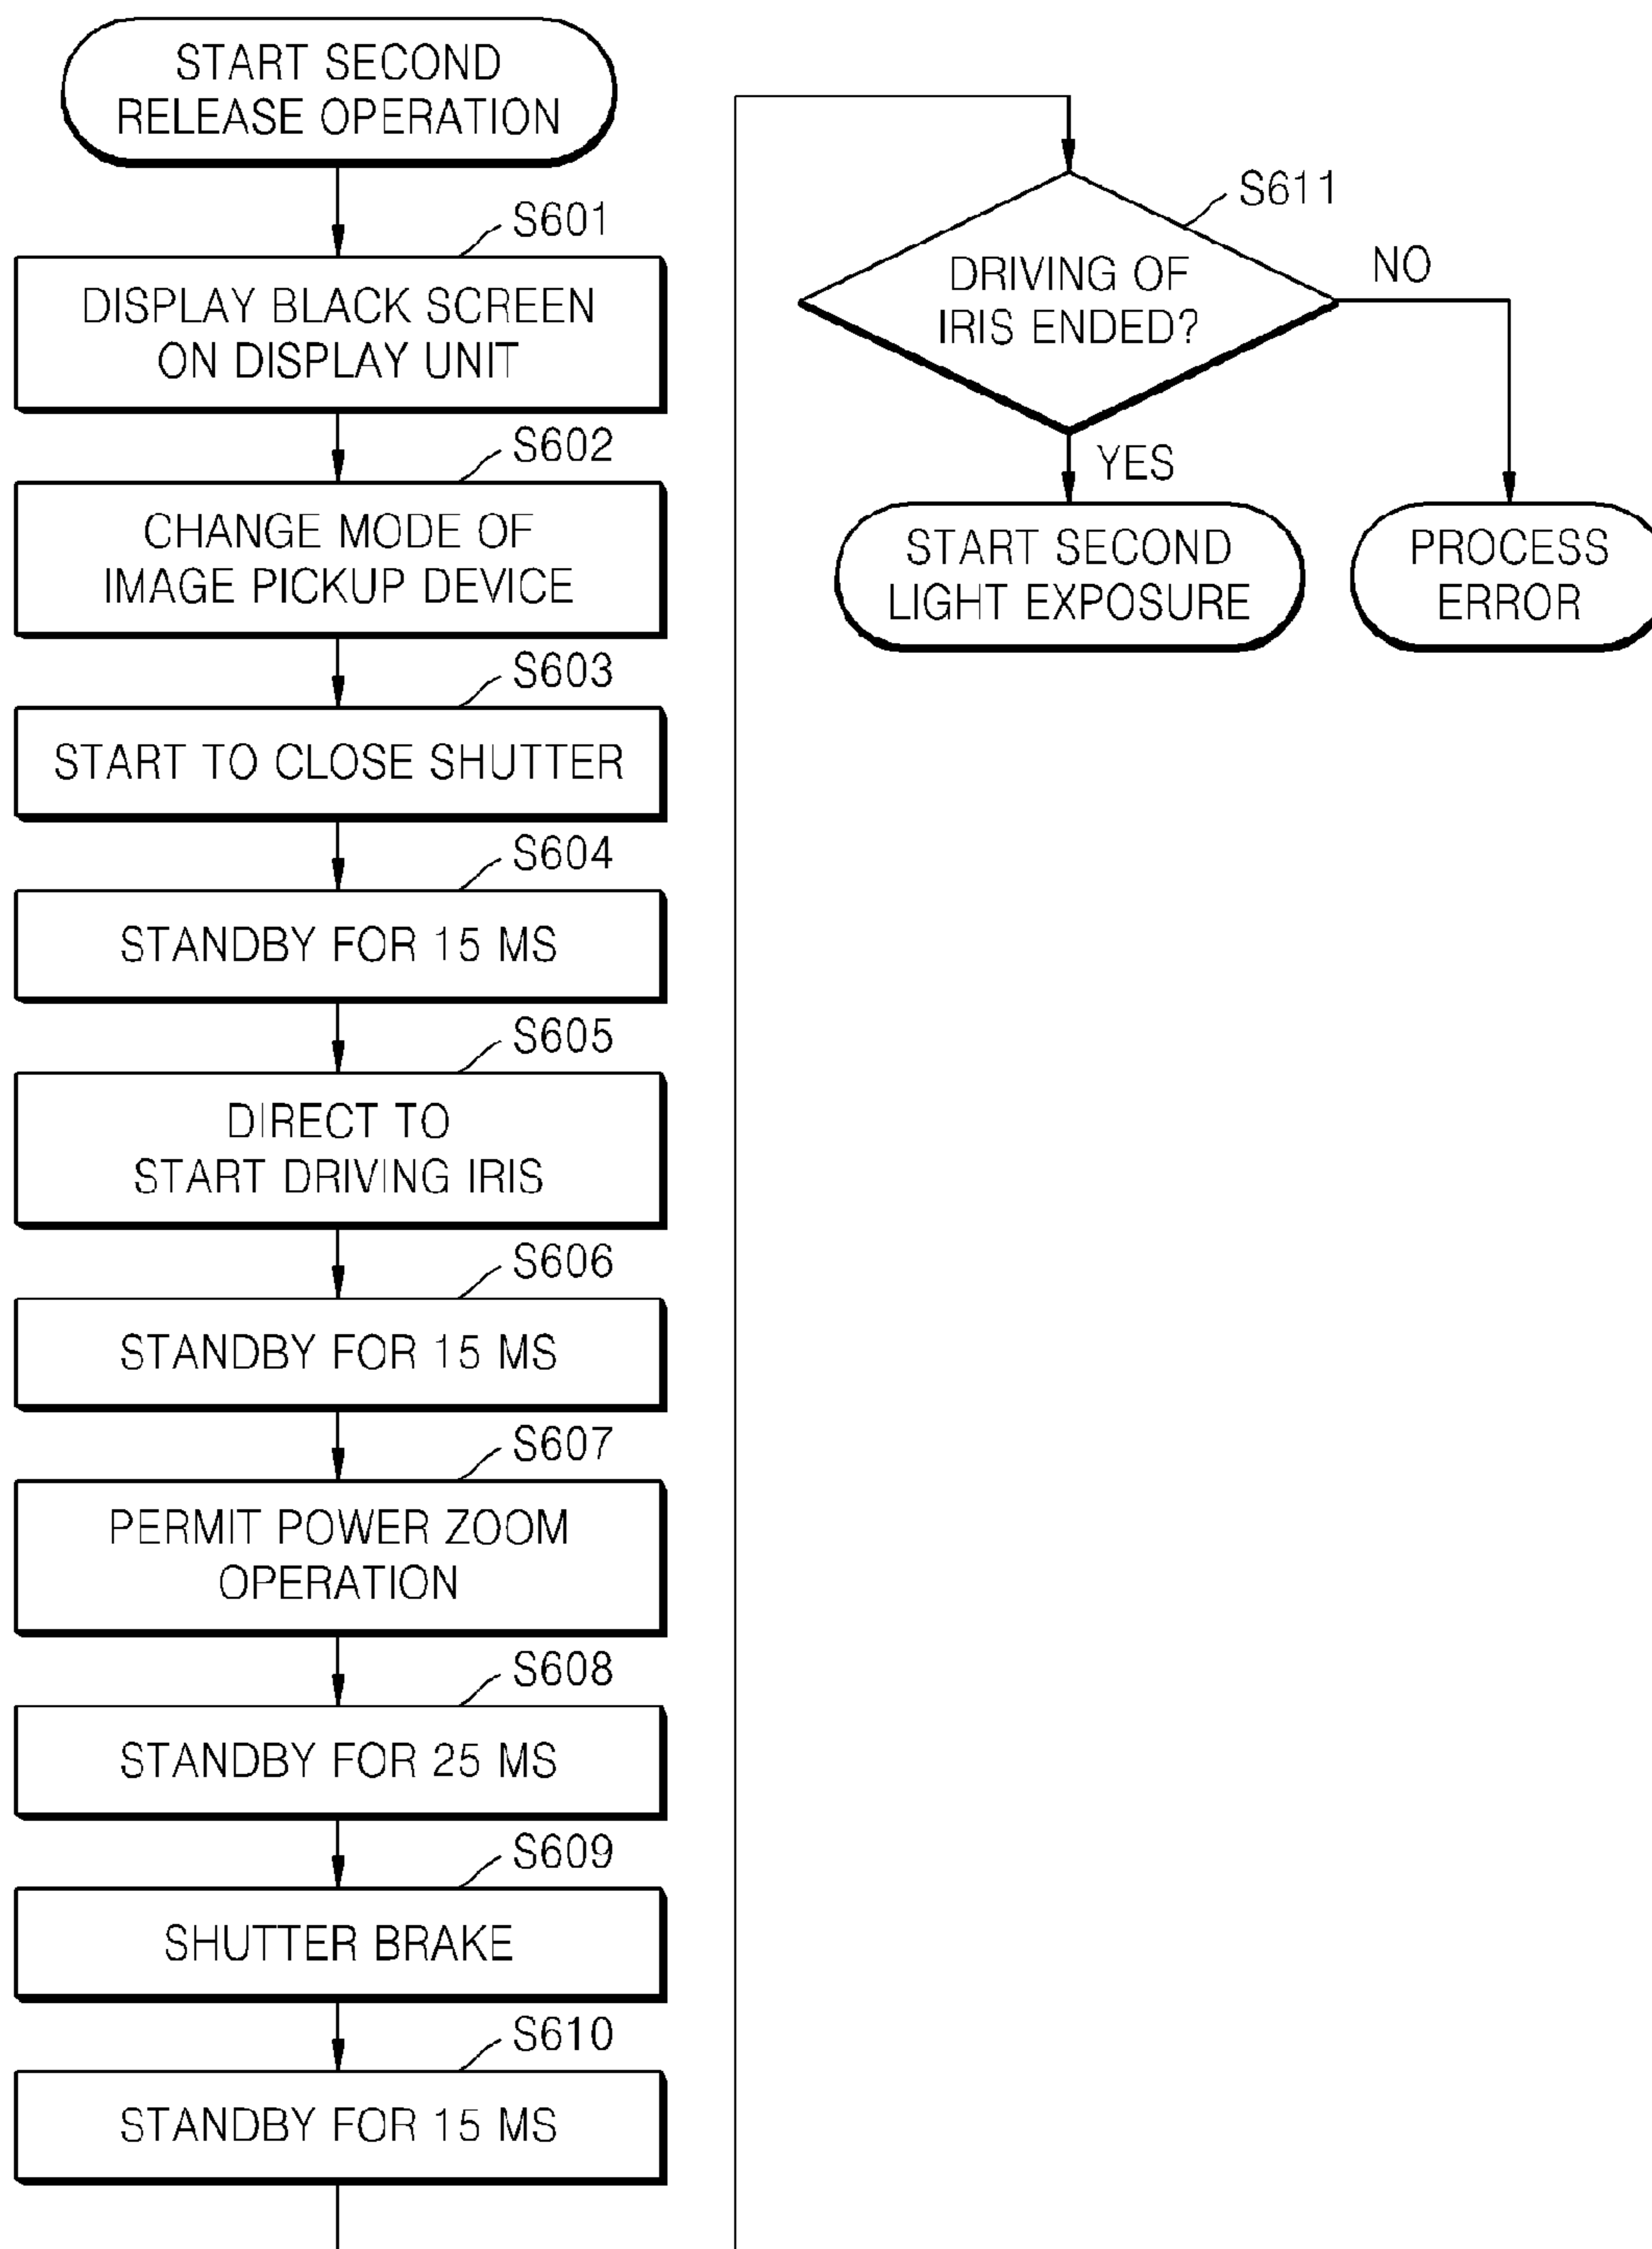 START SECOND
RELEASE OPERATION
S601
DISPLAY BLACK SCREEN
ON DISPLAY UNIT
S602
CHANGE MODE OF
IMAGE PICKUP DEVICE
S603
START TO CLOSE SHUTTER
S604
STANDBY FOR 15 MS
S605
DIRECT TO
START DRIVING IRIS
S606
STANDBY FOR 15 MS
S607
PERMIT POWER ZOOM
OPERATION
S608
STANDBY FOR 25 MS
S609
SHUTTER BRAKE
S610
STANDBY FOR 15 MS
S611
DRIVING OF
IRIS ENDED?
NO
YES
START SECOND
LIGHT EXPOSURE
PROCESS
ERROR